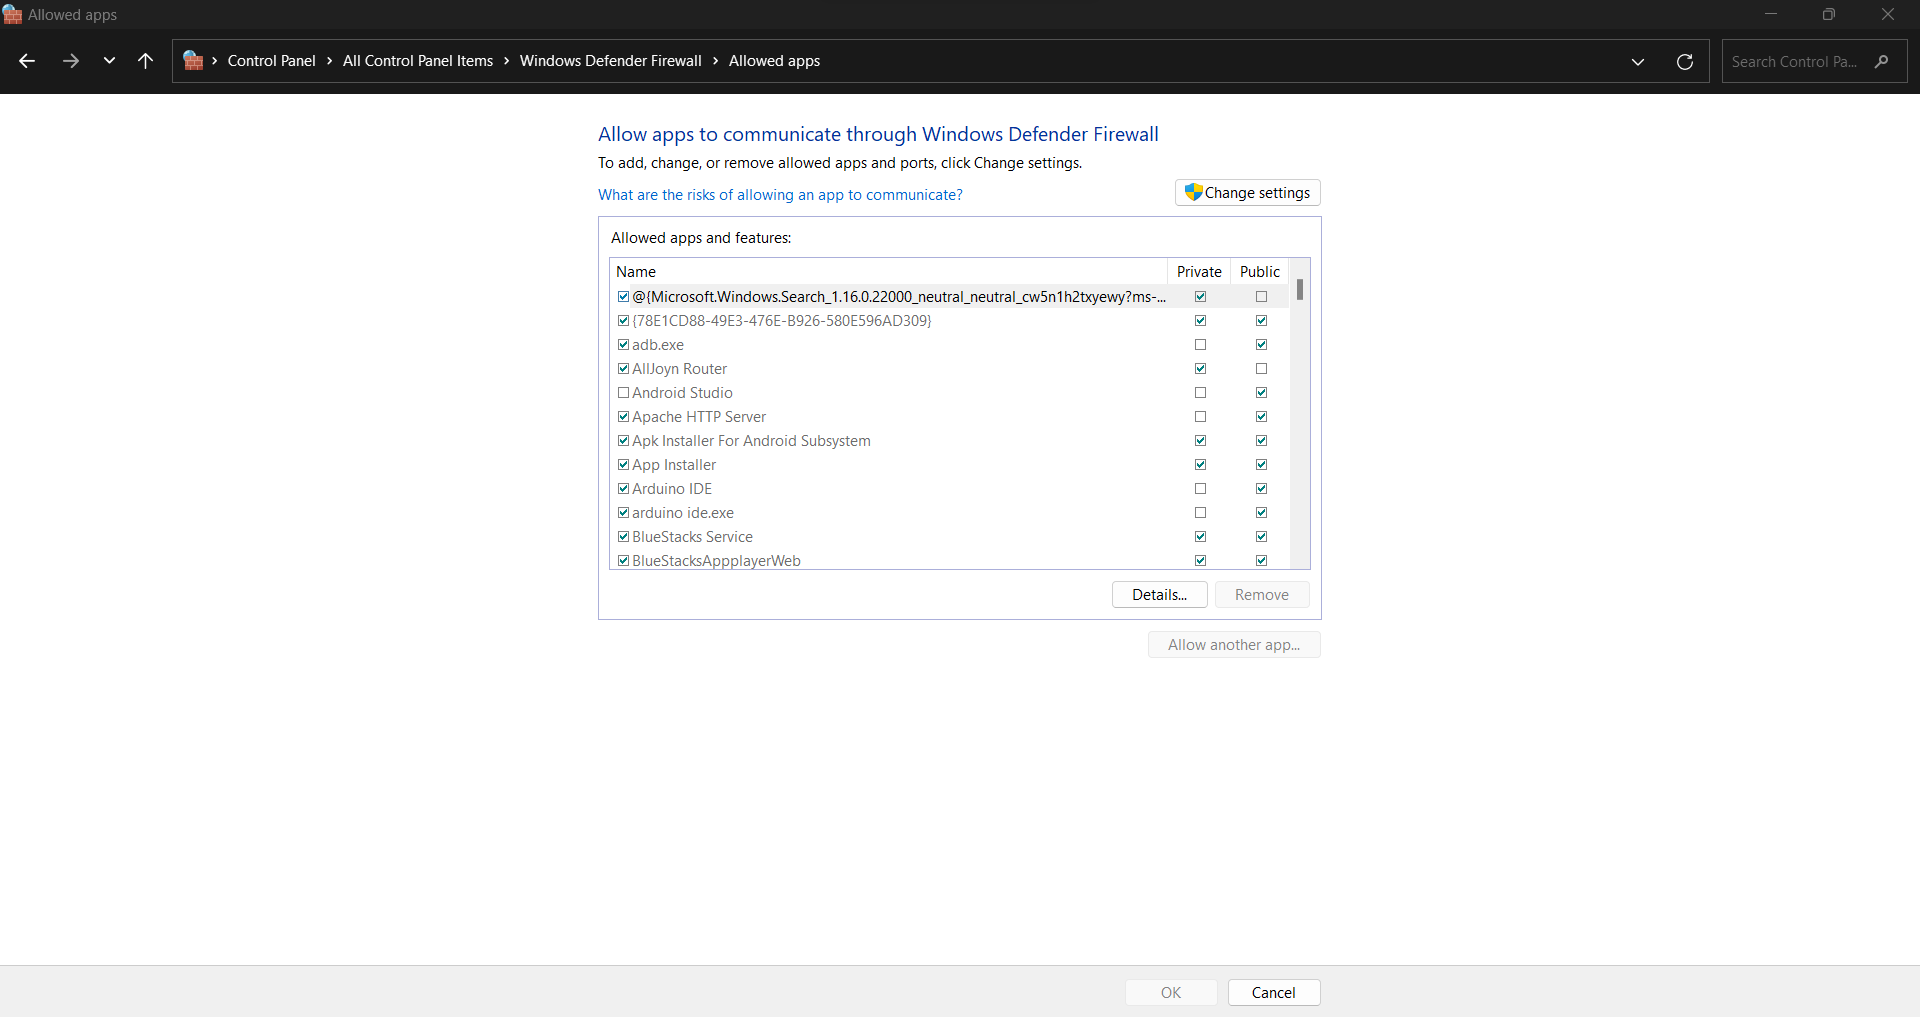 Allowed apps
Control Panel > All Control Panel Items > Windows Defender Firewall > Allowed apps
Search Control Pa...
Allow apps to communicate through Windows Defender Firewall
To add, change, or remove allowed apps and ports, click Change settings.
What are the risks of allowing an app to communicate?
Change settings
Allowed apps and features:
Name Private Public
@{Microsoft.Windows.Search_1.16.0.22000_neutral_neutral_cw5n1h2txyewy?ms-...
{78E1CD88-49E3-476E-B926-580E596AD309}
adb.exe
AllJoyn Router
Android Studio
Apache HTTP Server
Apk Installer For Android Subsystem
App Installer
Arduino IDE
arduino ide.exe
BlueStacks Service
BlueStacksAppplayerWeb
Details... Remove
Allow another app...
OK Cancel